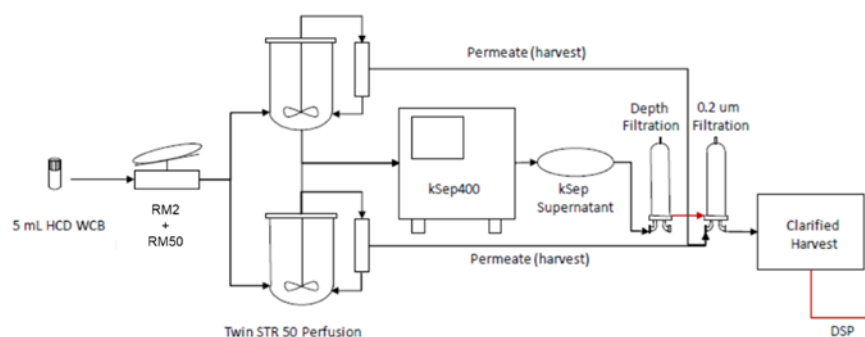 Permeate (harvest)
Depth
Filtration
0.2 um
Filtration
kSep400
5 mL HCD WCB
RM2
+
RM50
kSep
Supernatant
Clarified
Harvest
Permeate (harvest)
Twin STR 50 Perfusion
DSP